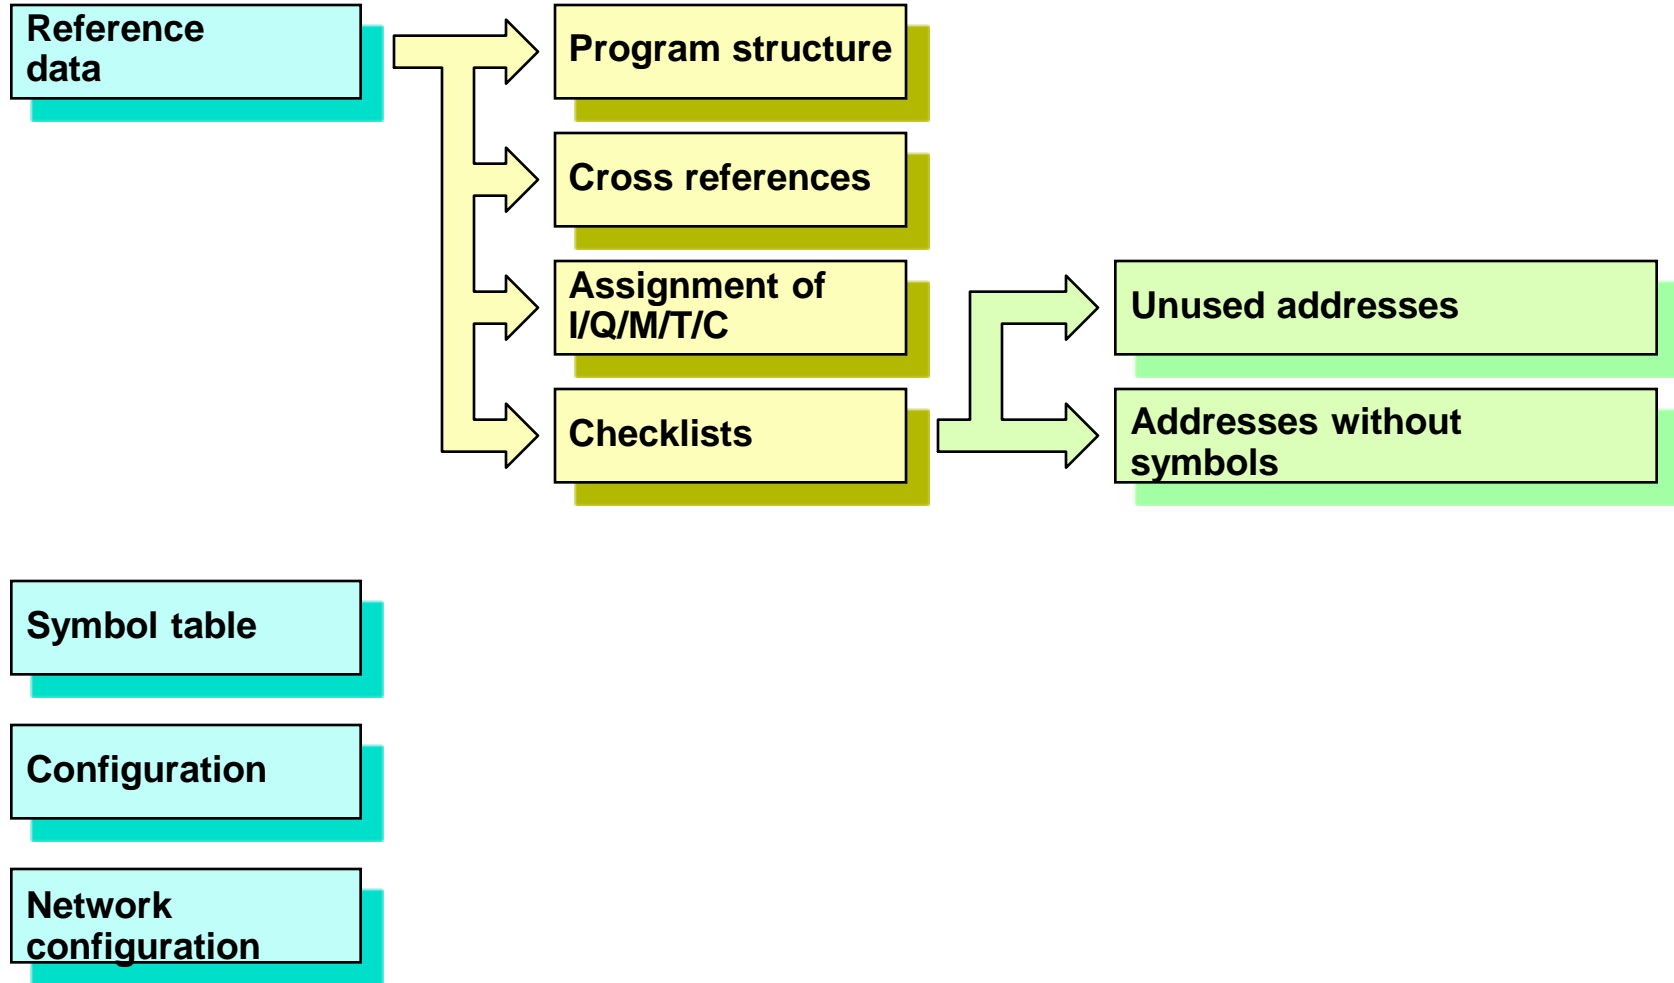 Reference
data
Program structure
Cross references
Assignment of
I/Q/M/T/C
Checklists
Unused addresses
Addresses without
symbols
Symbol table
Configuration
Network
configuration